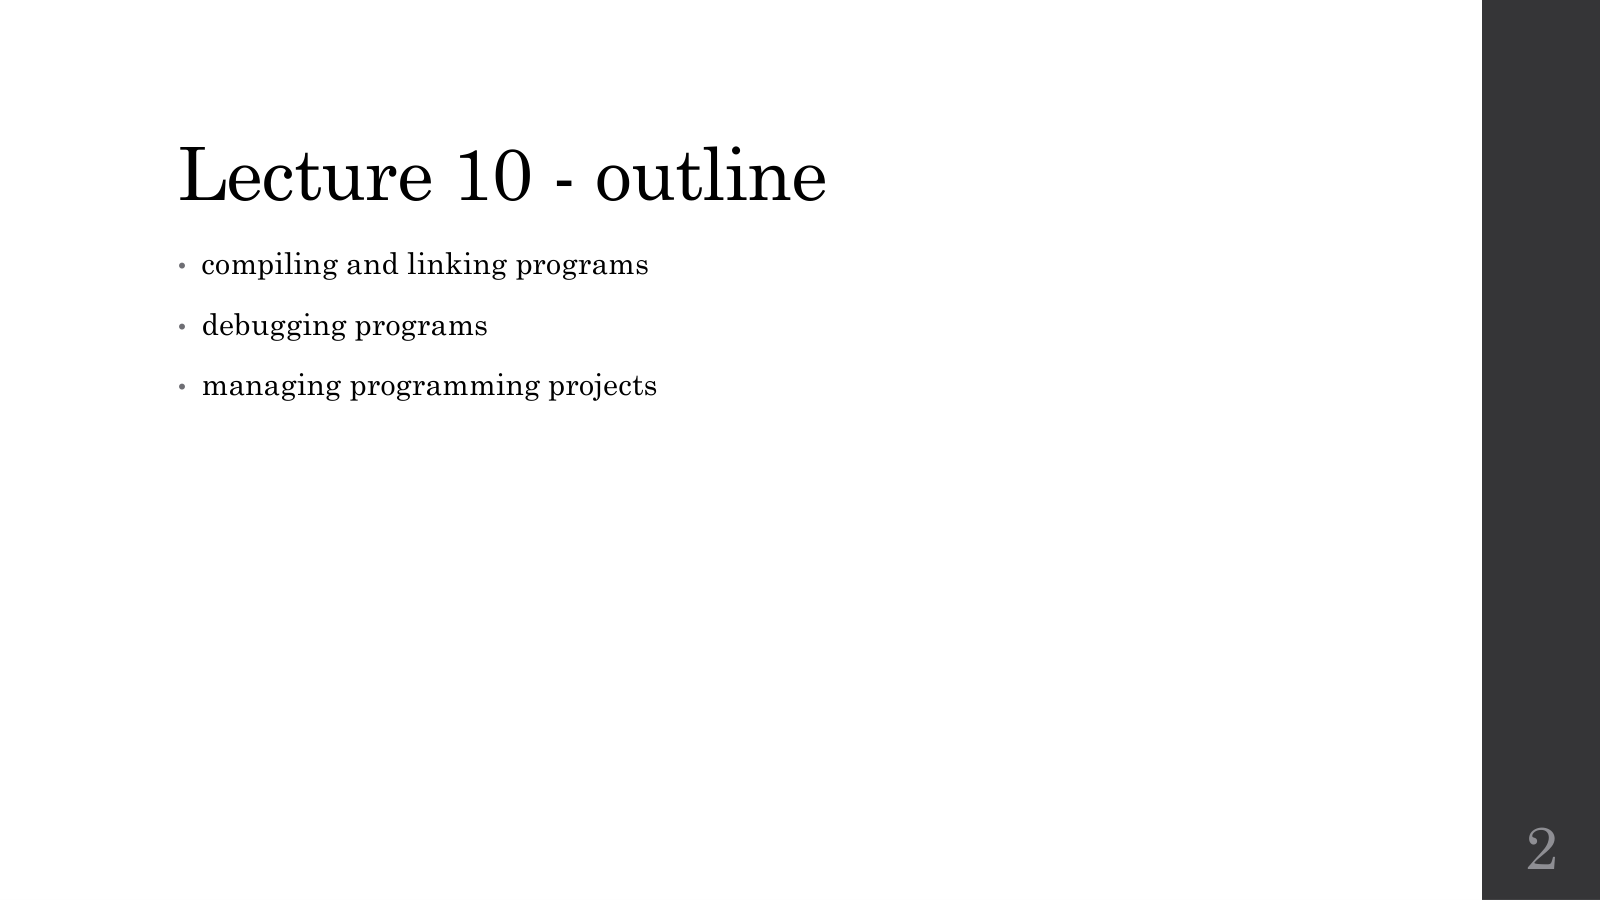 Lecture 10 - outline
• compiling and linking programs
• debugging programs
• managing programming projects
2